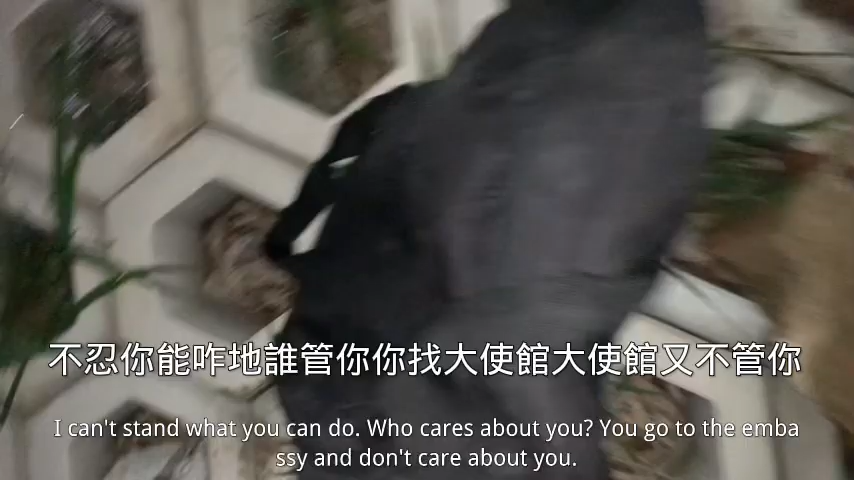 不忍你能咋地誰管你你找大使館大使館又不管你
I can't stand what you can do. Who cares about you? You go to the emba
ssy and don't care about you.